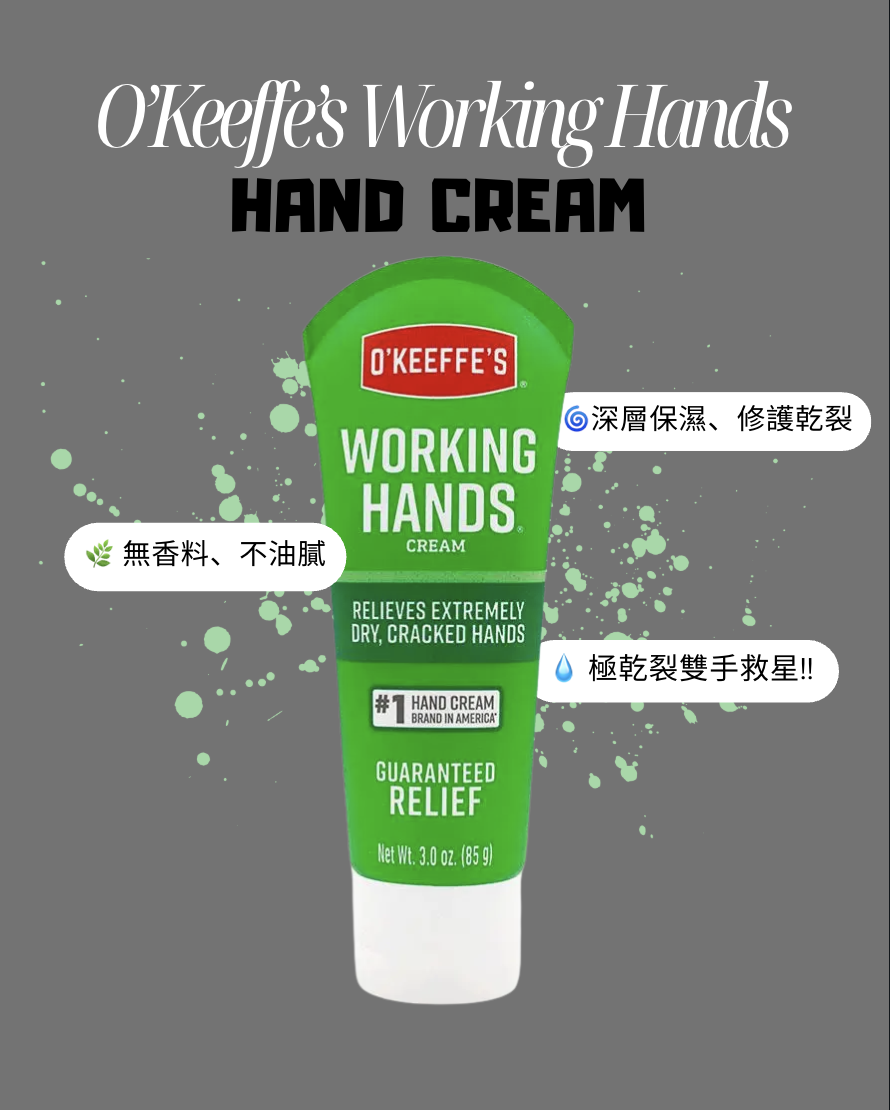 O'Keeffe's Working Hands
HAND CREAM
O'KEEFFE'S®
🌀深層保濕、修護乾裂
WORKING
HANDS®
CREAM
🌿 無香料、不油膩
RELIEVES EXTREMELY
DRY, CRACKED HANDS
💧 極乾裂雙手救星!!
#1 HAND CREAM
BRAND IN AMERICA*
GUARANTEED
RELIEF
Net Wt. 3.0 oz. (85 g)